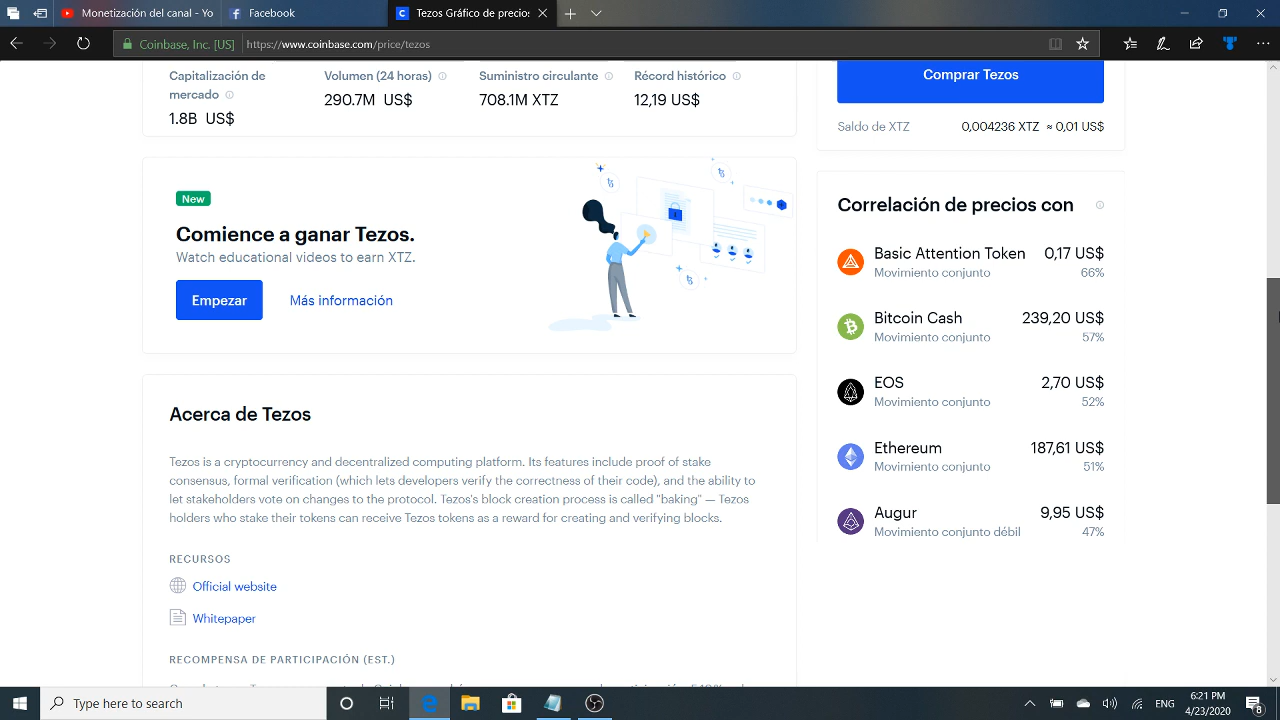 Monetización del canal - Yo
Facebook
Tezos Gráfico de precios
Coinbase, Inc. [US]
https://www.coinbase.com/price/tezos
Capitalización de mercado
1.8B US$
Volumen (24 horas)
290.7M US$
Suministro circulante
708.1M XTZ
Récord histórico
12,19 US$
Comprar Tezos
Saldo de XTZ 0,004236 XTZ ≈ 0,01 US$
New
Comience a ganar Tezos.
Watch educational videos to earn XTZ.
Empezar Más información
Correlación de precios con
Basic Attention Token 0,17 US$
Movimiento conjunto 66%
Bitcoin Cash 239,20 US$
Movimiento conjunto 57%
EOS 2,70 US$
Movimiento conjunto 52%
Ethereum 187,61 US$
Movimiento conjunto 51%
Augur 9,95 US$
Movimiento conjunto débil 47%
Acerca de Tezos
Tezos is a cryptocurrency and decentralized computing platform. Its features include proof of stake
consensus, formal verification (which lets developers verify the correctness of their code), and the ability to
let stakeholders vote on changes to the protocol. Tezos's block creation process is called "baking" — Tezos
holders who stake their tokens can receive Tezos tokens as a reward for creating and verifying blocks.
RECURSOS
Official website
Whitepaper
RECOMPENSA DE PARTICIPACIÓN (EST.)
Type here to search
ENG
6:21 PM
4/23/2020
8